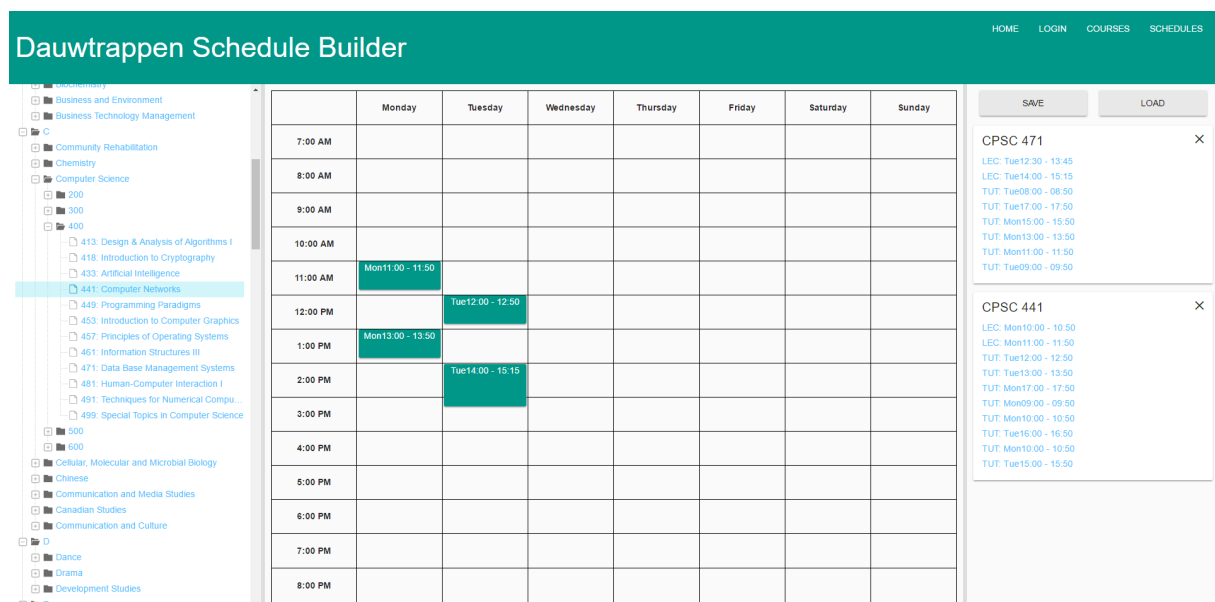 HOME LOGIN COURSES SCHEDULES
Dauwtrappen Schedule Builder
Biochemistry
Business and Environment
Business Technology Management
C
Community Rehabilitation
Chemistry
Computer Science
200
300
400
413: Design & Analysis of Algorithms I
418: Introduction to Cryptography
433: Artificial Intelligence
441: Computer Networks
449: Programming Paradigms
453: Introduction to Computer Graphics
457: Principles of Operating Systems
461: Information Structures III
471: Data Base Management Systems
481: Human-Computer Interaction I
491: Techniques for Numerical Compu...
499: Special Topics in Computer Science
500
600
Cellular, Molecular and Microbial Biology
Chinese
Communication and Media Studies
Canadian Studies
Communication and Culture
D
Dance
Drama
Development Studies
Monday Tuesday Wednesday Thursday Friday Saturday Sunday
7:00 AM
8:00 AM
9:00 AM
10:00 AM
11:00 AM
Mon11:00 - 11:50
12:00 PM
Tue12:00 - 12:50
1:00 PM
Mon13:00 - 13:50
2:00 PM
Tue14:00 - 15:15
3:00 PM
4:00 PM
5:00 PM
6:00 PM
7:00 PM
8:00 PM
SAVE LOAD
CPSC 471
LEC: Tue12:30 - 13:45
LEC: Tue14:00 - 15:15
TUT: Tue08:00 - 08:50
TUT: Tue17:00 - 17:50
TUT: Mon15:00 - 15:50
TUT: Mon13:00 - 13:50
TUT: Mon11:00 - 11:50
TUT: Tue09:00 - 09:50
CPSC 441
LEC: Mon10:00 - 10:50
LEC: Mon11:00 - 11:50
TUT: Tue12:00 - 12:50
TUT: Tue13:00 - 13:50
TUT: Mon17:00 - 17:50
TUT: Mon09:00 - 09:50
TUT: Mon10:00 - 10:50
TUT: Tue16:00 - 16:50
TUT: Mon10:00 - 10:50
TUT: Tue15:00 - 15:50